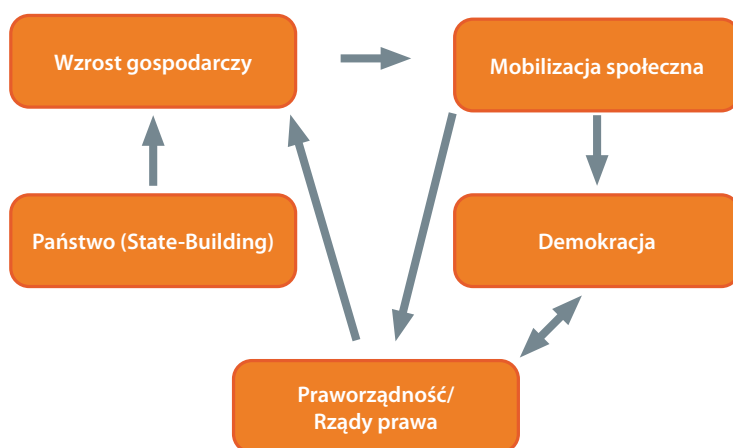 Wzrost gospodarczy
Mobilizacja społeczna
Państwo (State-Building)
Demokracja
Praworządność/
Rządy prawa